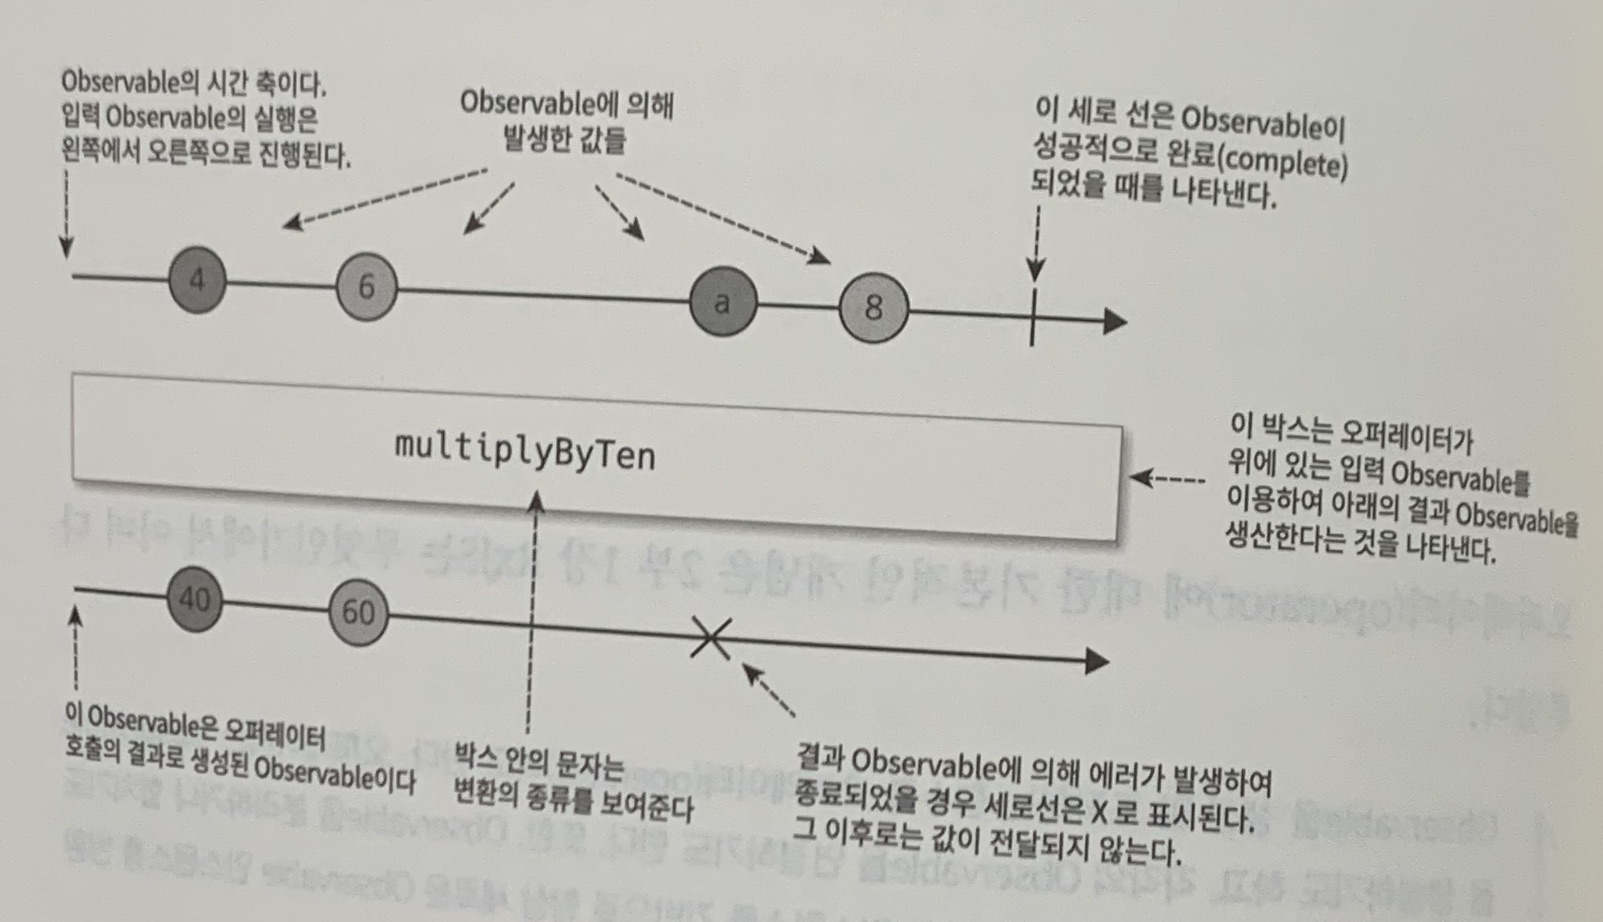 Observable의 시간 축이다.
입력 Observable의 실행은
왼쪽에서 오른쪽으로 진행된다.
Observable에 의해
발생한 값들
이 세로 선은 Observable이
성공적으로 완료(complete)
되었을 때를 나타낸다.
4 6 a 8
multiplyByTen
이 박스는 오퍼레이터가
위에 있는 입력 Observable를
이용하여 아래의 결과 Observable을
생산한다는 것을 나타낸다.
40 60
이 Observable은 오퍼레이터
호출의 결과로 생성된 Observable이다
박스 안의 문자는
변환의 종류를 보여준다
결과 Observable에 의해 에러가 발생하여
종료되었을 경우 세로선은 X 로 표시된다.
그 이후로는 값이 전달되지 않는다.